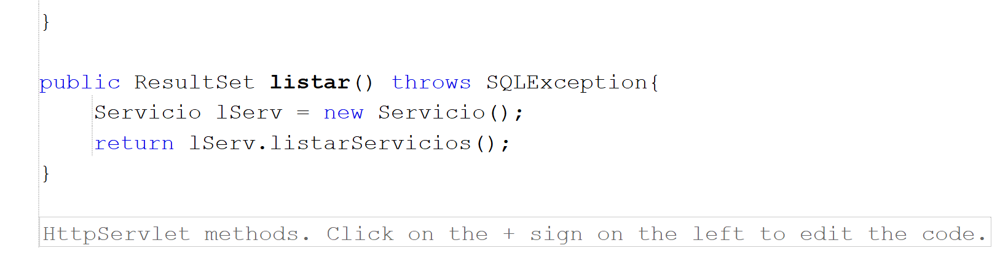 }
public ResultSet listar() throws SQLException{
Servicio lServ = new Servicio();
return lServ.listarServicios();
}
HttpServlet methods. Click on the + sign on the left to edit the code.